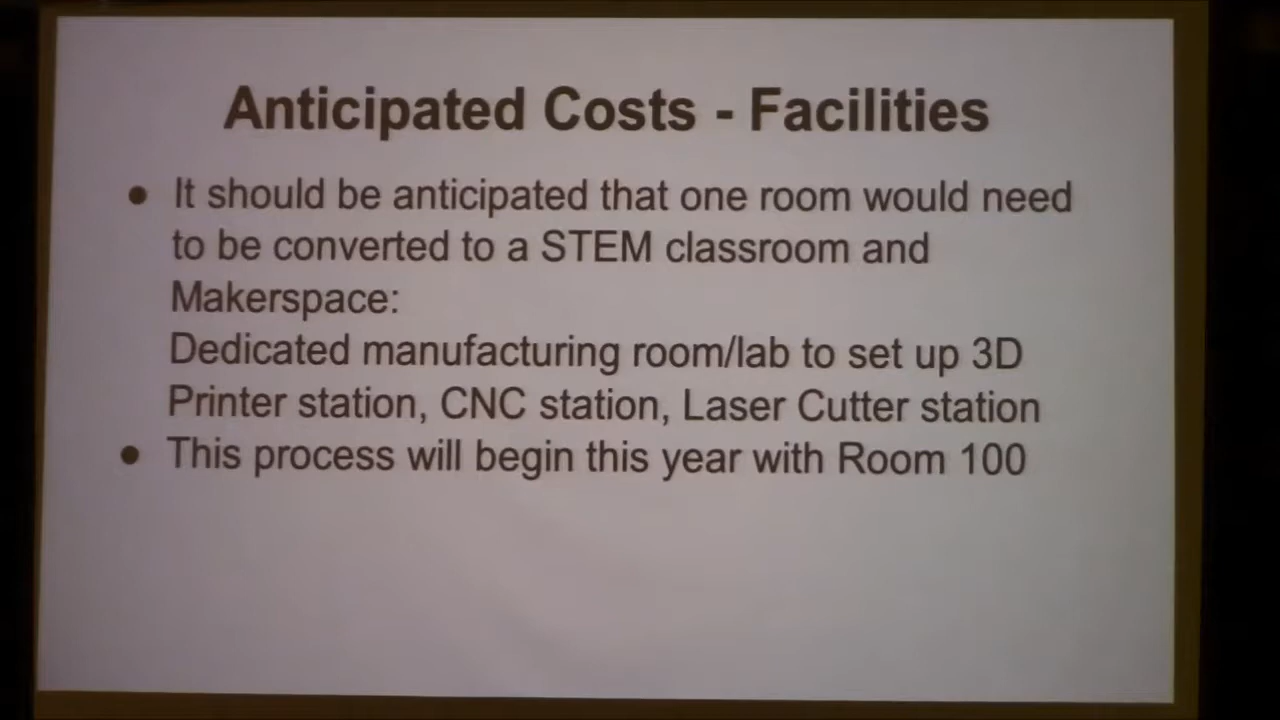 Anticipated Costs - Facilities
● It should be anticipated that one room would need
to be converted to a STEM classroom and
Makerspace:
Dedicated manufacturing room/lab to set up 3D
Printer station, CNC station, Laser Cutter station
● This process will begin this year with Room 100